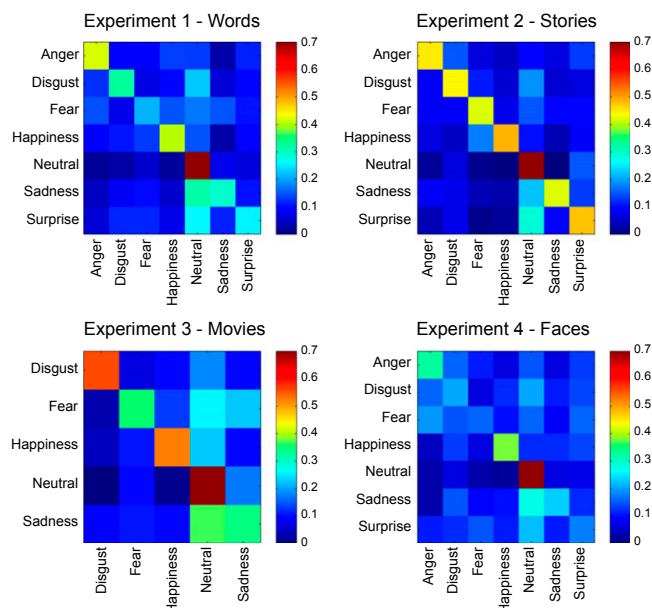 Experiment 1 - Words
Anger
Disgust
Fear
Happiness
Neutral
Sadness
Surprise
Anger
Disgust
Fear
Happiness
Neutral
Sadness
Surprise
0.7
0.6
0.5
0.4
0.3
0.2
0.1
0
Experiment 2 - Stories
Anger
Disgust
Fear
Happiness
Neutral
Sadness
Surprise
Anger
Disgust
Fear
Happiness
Neutral
Sadness
Surprise
0.7
0.6
0.5
0.4
0.3
0.2
0.1
0
Experiment 3 - Movies
Disgust
Fear
Happiness
Neutral
Sadness
Disgust
Fear
Happiness
Neutral
Sadness
0.7
0.6
0.5
0.4
0.3
0.2
0.1
0
Experiment 4 - Faces
Anger
Disgust
Fear
Happiness
Neutral
Sadness
Surprise
Anger
Disgust
Fear
Happiness
Neutral
Sadness
Surprise
0.7
0.6
0.5
0.4
0.3
0.2
0.1
0